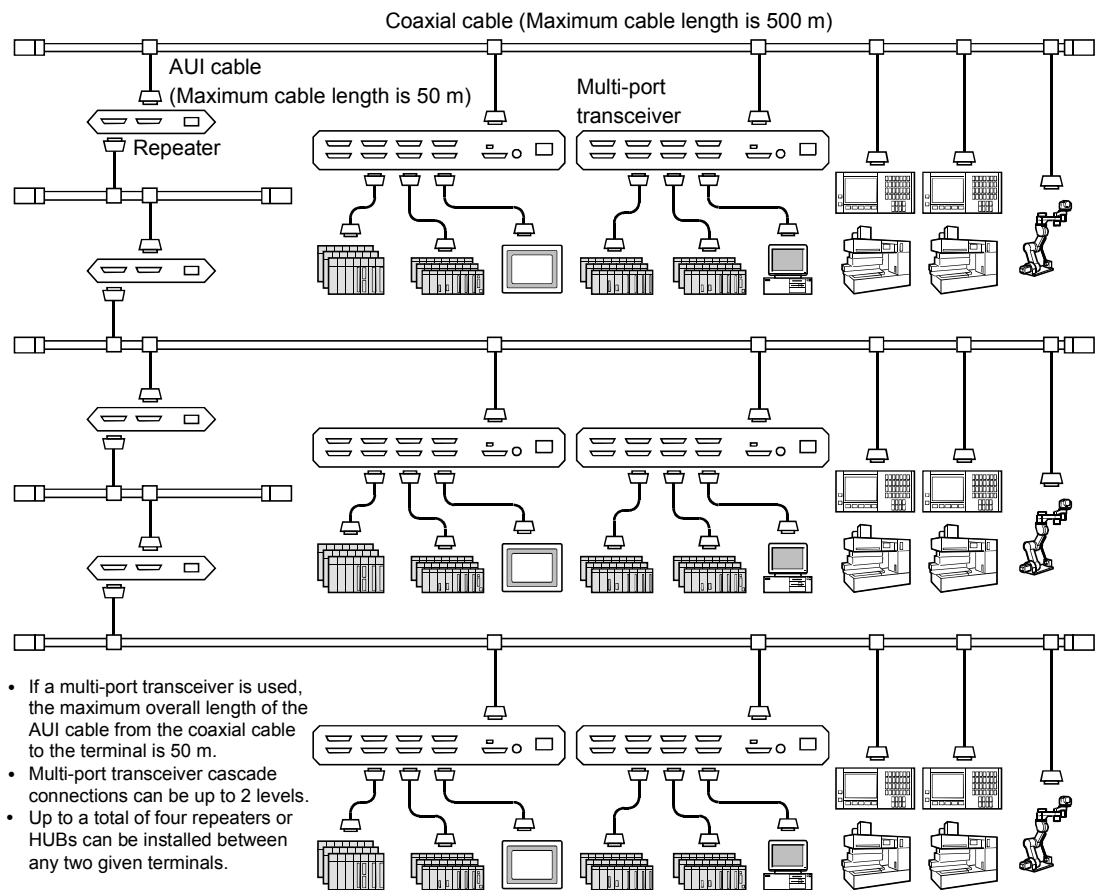 Coaxial cable (Maximum cable length is 500 m)
AUI cable
(Maximum cable length is 50 m)
Multi-port
transceiver
Repeater
• If a multi-port transceiver is used,
the maximum overall length of the
AUI cable from the coaxial cable
to the terminal is 50 m.
• Multi-port transceiver cascade
connections can be up to 2 levels.
• Up to a total of four repeaters or
HUBs can be installed between
any two given terminals.